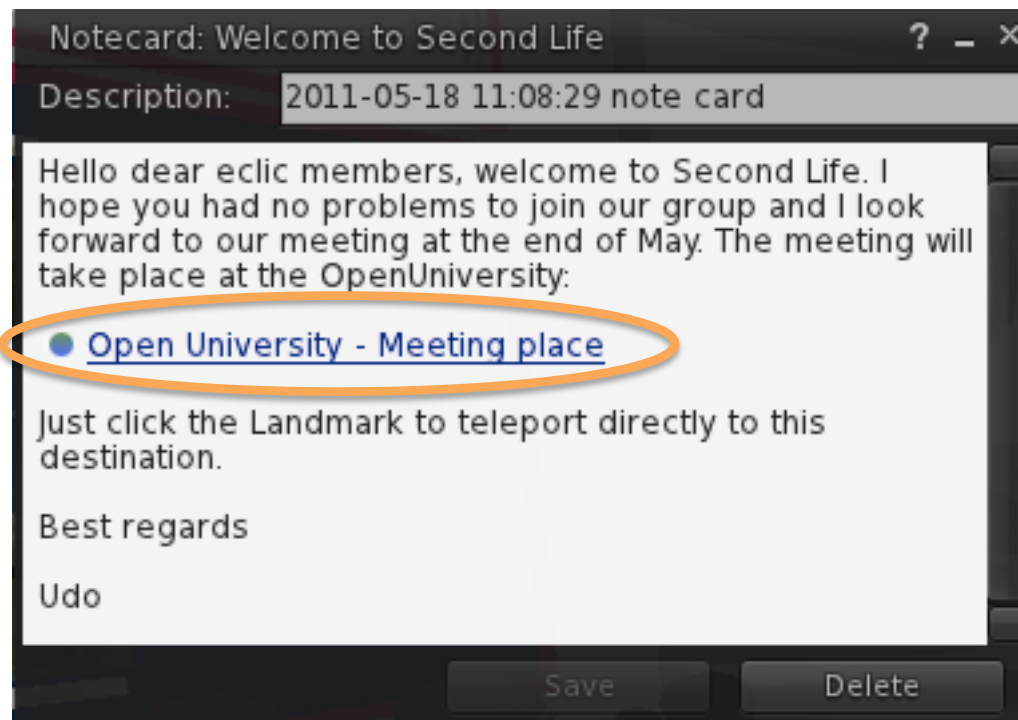 Notecard: Welcome to Second Life ? – ×
Description: 2011-05-18 11:08:29 note card
Hello dear eclic members, welcome to Second Life. I
hope you had no problems to join our group and I look
forward to our meeting at the end of May. The meeting will
take place at the OpenUniversity:
Open University - Meeting place
Just click the Landmark to teleport directly to this
destination.
Best regards
Udo
Save Delete